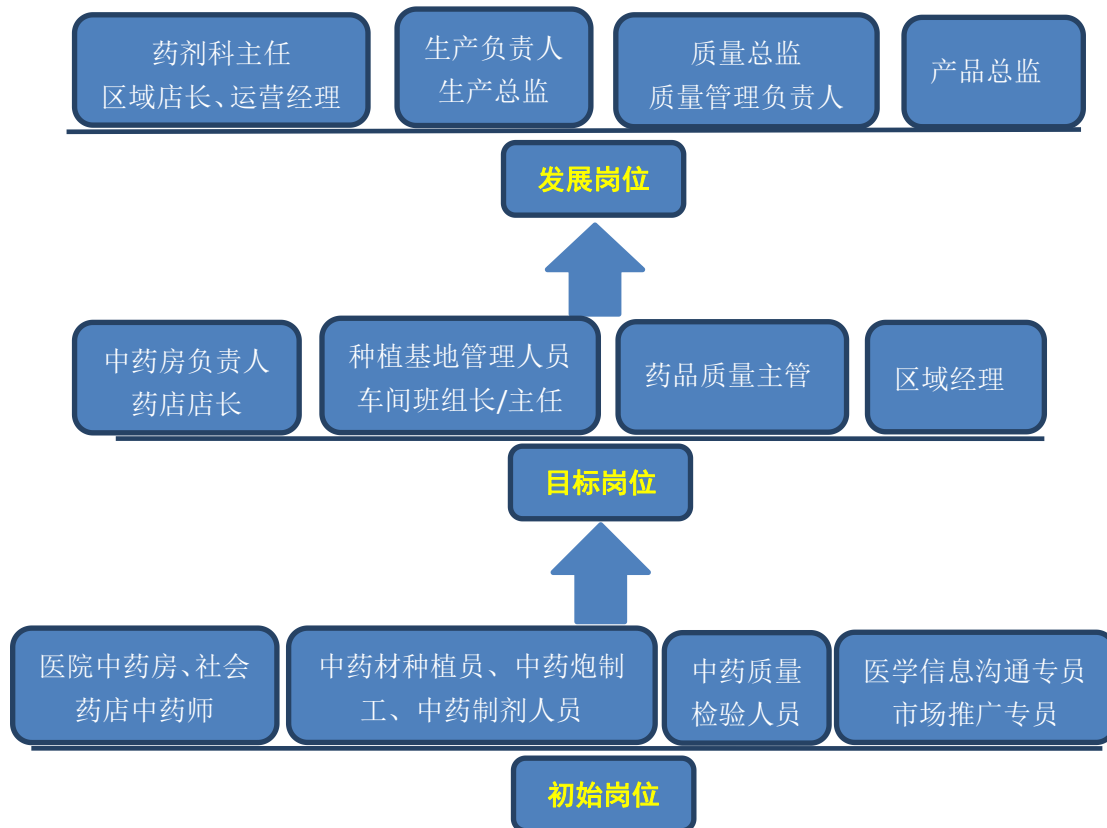 药剂科主任
区域店长、运营经理
生产负责人
生产总监
质量总监
质量管理负责人
产品总监
发展岗位
中药房负责人
药店店长
种植基地管理人员
车间班组长/主任
药品质量主管
区域经理
目标岗位
医院中药房、社会
药店中药师
中药材种植员、中药炮制
工、中药制剂人员
中药质量
检验人员
医学信息沟通专员
市场推广专员
初始岗位